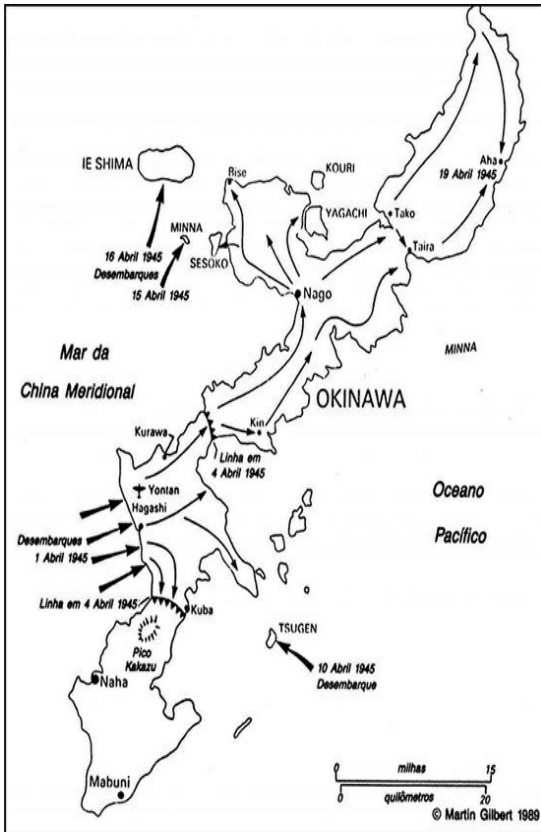 IE SHIMA
Rise
KOURI
Aha
19 Abril 1945
YAGACHI
Tako
MINNA
SESOKO
Taira
16 Abril 1945
Desembarques
15 Abril 1945
Nago
Mar da
China Meridional
MINNA
OKINAWA
Kurawa
Kin
Linha em
4 Abril 1945
Yontan
Hagashi
Oceano
Pacífico
Desembarques
1 Abril 1945
Linha em 4 Abril 1945
Kuba
TSUGEN
Pico
Kakazu
10 Abril 1945
Desembarque
Naha
Mabuni
0 milhas 15
0 quilômetros 20
© Martin Gilbert 1989